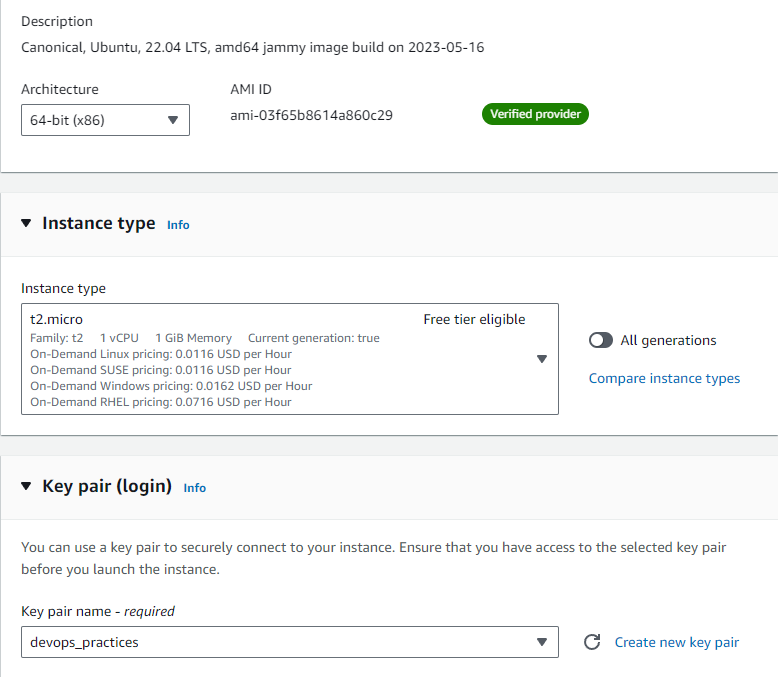 Description
Canonical, Ubuntu, 22.04 LTS, amd64 jammy image build on 2023-05-16
Architecture AMI ID
64-bit (x86) ami-03f65b8614a860c29 Verified provider
Instance type Info
Instance type
t2.micro Free tier eligible
Family: t2 1 vCPU 1 GiB Memory Current generation: true
On-Demand Linux pricing: 0.0116 USD per Hour
On-Demand SUSE pricing: 0.0116 USD per Hour
On-Demand Windows pricing: 0.0162 USD per Hour
On-Demand RHEL pricing: 0.0716 USD per Hour
All generations
Compare instance types
Key pair (login) Info
You can use a key pair to securely connect to your instance. Ensure that you have access to the selected key pair
before you launch the instance.
Key pair name - required
devops_practices Create new key pair